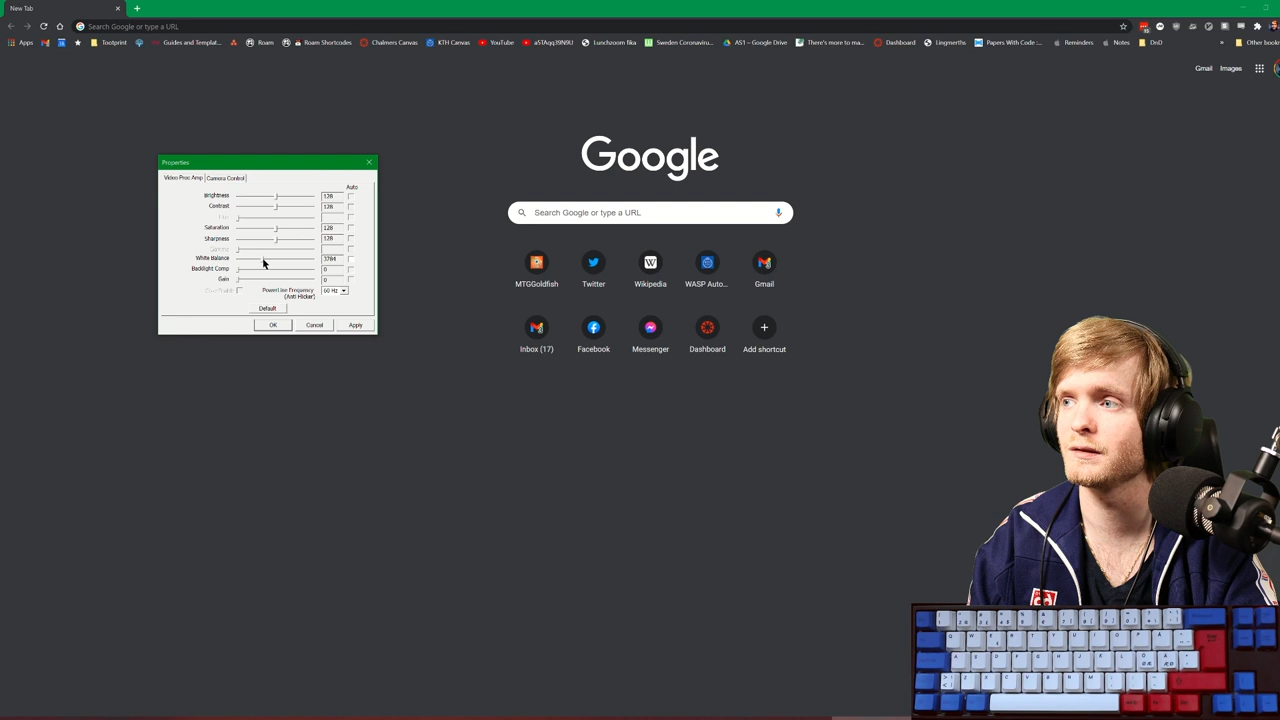 New Tab
Search Google or type a URL
Apps
Footprint
Guides and Templat...
Roam
Roam Shortcodes
Chalmers Canvas
KTH Canvas
YouTube
Lunchzoom fika
Sweden Coronaviru...
AS1 – Google Drive
There's more to ma...
Dashboard
Lingmerths
Papers With Code :...
Reminders
Notes
DnD
»
Other book
Gmail
Images
Google
Search Google or type a URL
MTGGoldfish
Twitter
Wikipedia
WASP Auto...
Gmail
Inbox (17)
Facebook
Messenger
Dashboard
Add shortcut
Properties
Video Proc Amp
Camera Control
Auto
Brightness 128
Contrast 128
Saturation 128
Sharpness 128
Gamma
White Balance 3784
Backlight Comp 0
Gain 0
PowerLine Frequency
(Anti Flicker)
60 Hz
Default
OK
Cancel
Apply
Q W E R T Y U I O P Å
A S D F G H J K L
Z X C V B N M